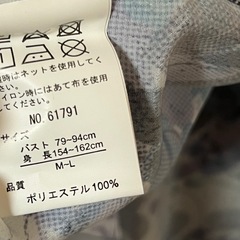 時はネットを使用してく
イロン時にはあて布を使用して
NO.61791
サイズ
バスト 79~94cm
身 長 154~162cm
M~L
品質
ポリエステル100%